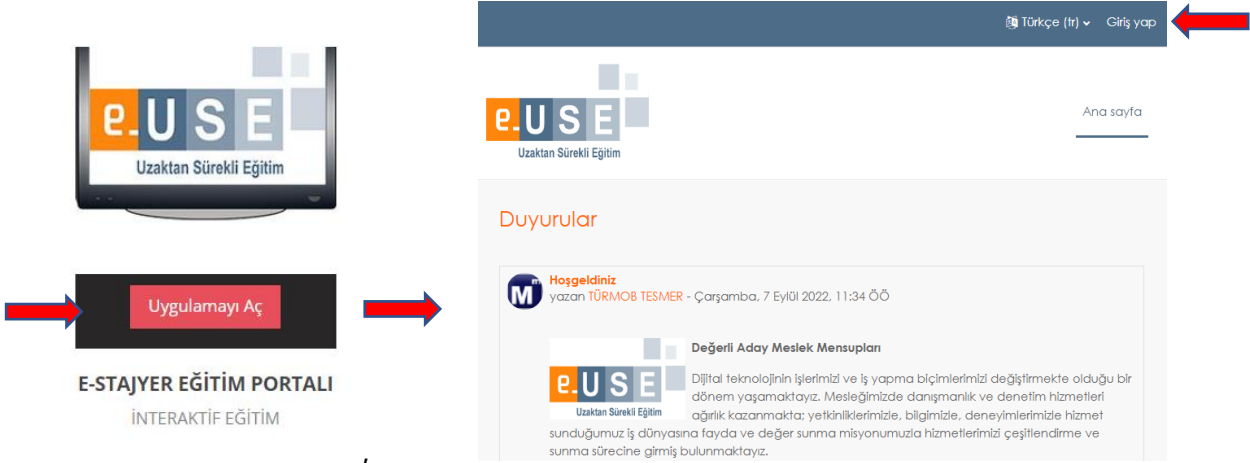 e-USE
Uzaktan Sürekli Eğitim
Uygulamayı Aç
E-STAJYER EĞİTİM PORTALI
İNTERAKTİF EĞİTİM
Türkçe (tr) Giriş yap
e-USE
Uzaktan Sürekli Eğitim
Ana sayfa
Duyurular
Hoşgeldiniz
yazan TÜRMOB TESMER - Çarşamba, 7 Eylül 2022, 11:34 ÖÖ
Değerli Aday Meslek Mensupları
e-USE
Uzaktan Sürekli Eğitim
Dijital teknolojinin işlerimizi ve iş yapma biçimlerimizi değiştirmekte olduğu bir
dönem yaşamaktayız. Mesleğimizde danışmanlık ve denetim hizmetleri
ağırlık kazanmakta; yetkinliklerimizle, bilgimizle, deneyimlerimizle hizmet
sunduğumuz iş dünyasına fayda ve değer sunma misyonumuzla hizmetlerimizi çeşitlendirme ve
sunma sürecine girmiş bulunmaktayız.